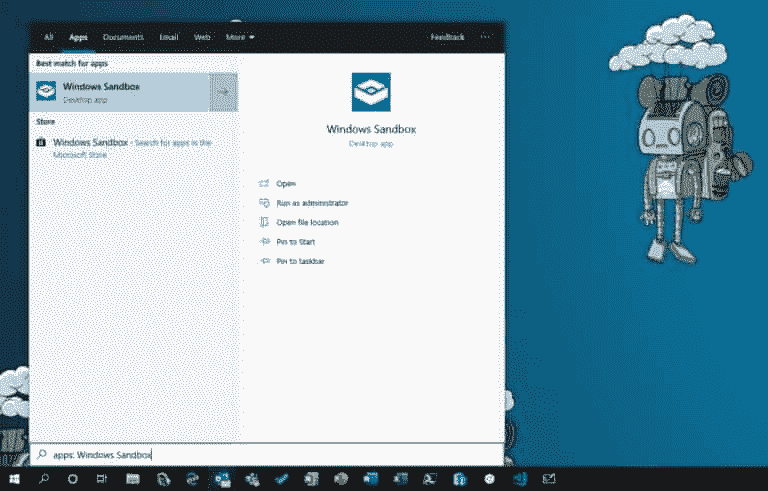 All Apps Documents Email Web More Feedback ...
Best match for apps
Windows Sandbox
Desktop app
Store
Windows Sandbox - Search for apps in the
Microsoft Store
Windows Sandbox
Desktop app
Open
Run as administrator
Open file location
Pin to Start
Pin to taskbar
apps: Windows Sandbox